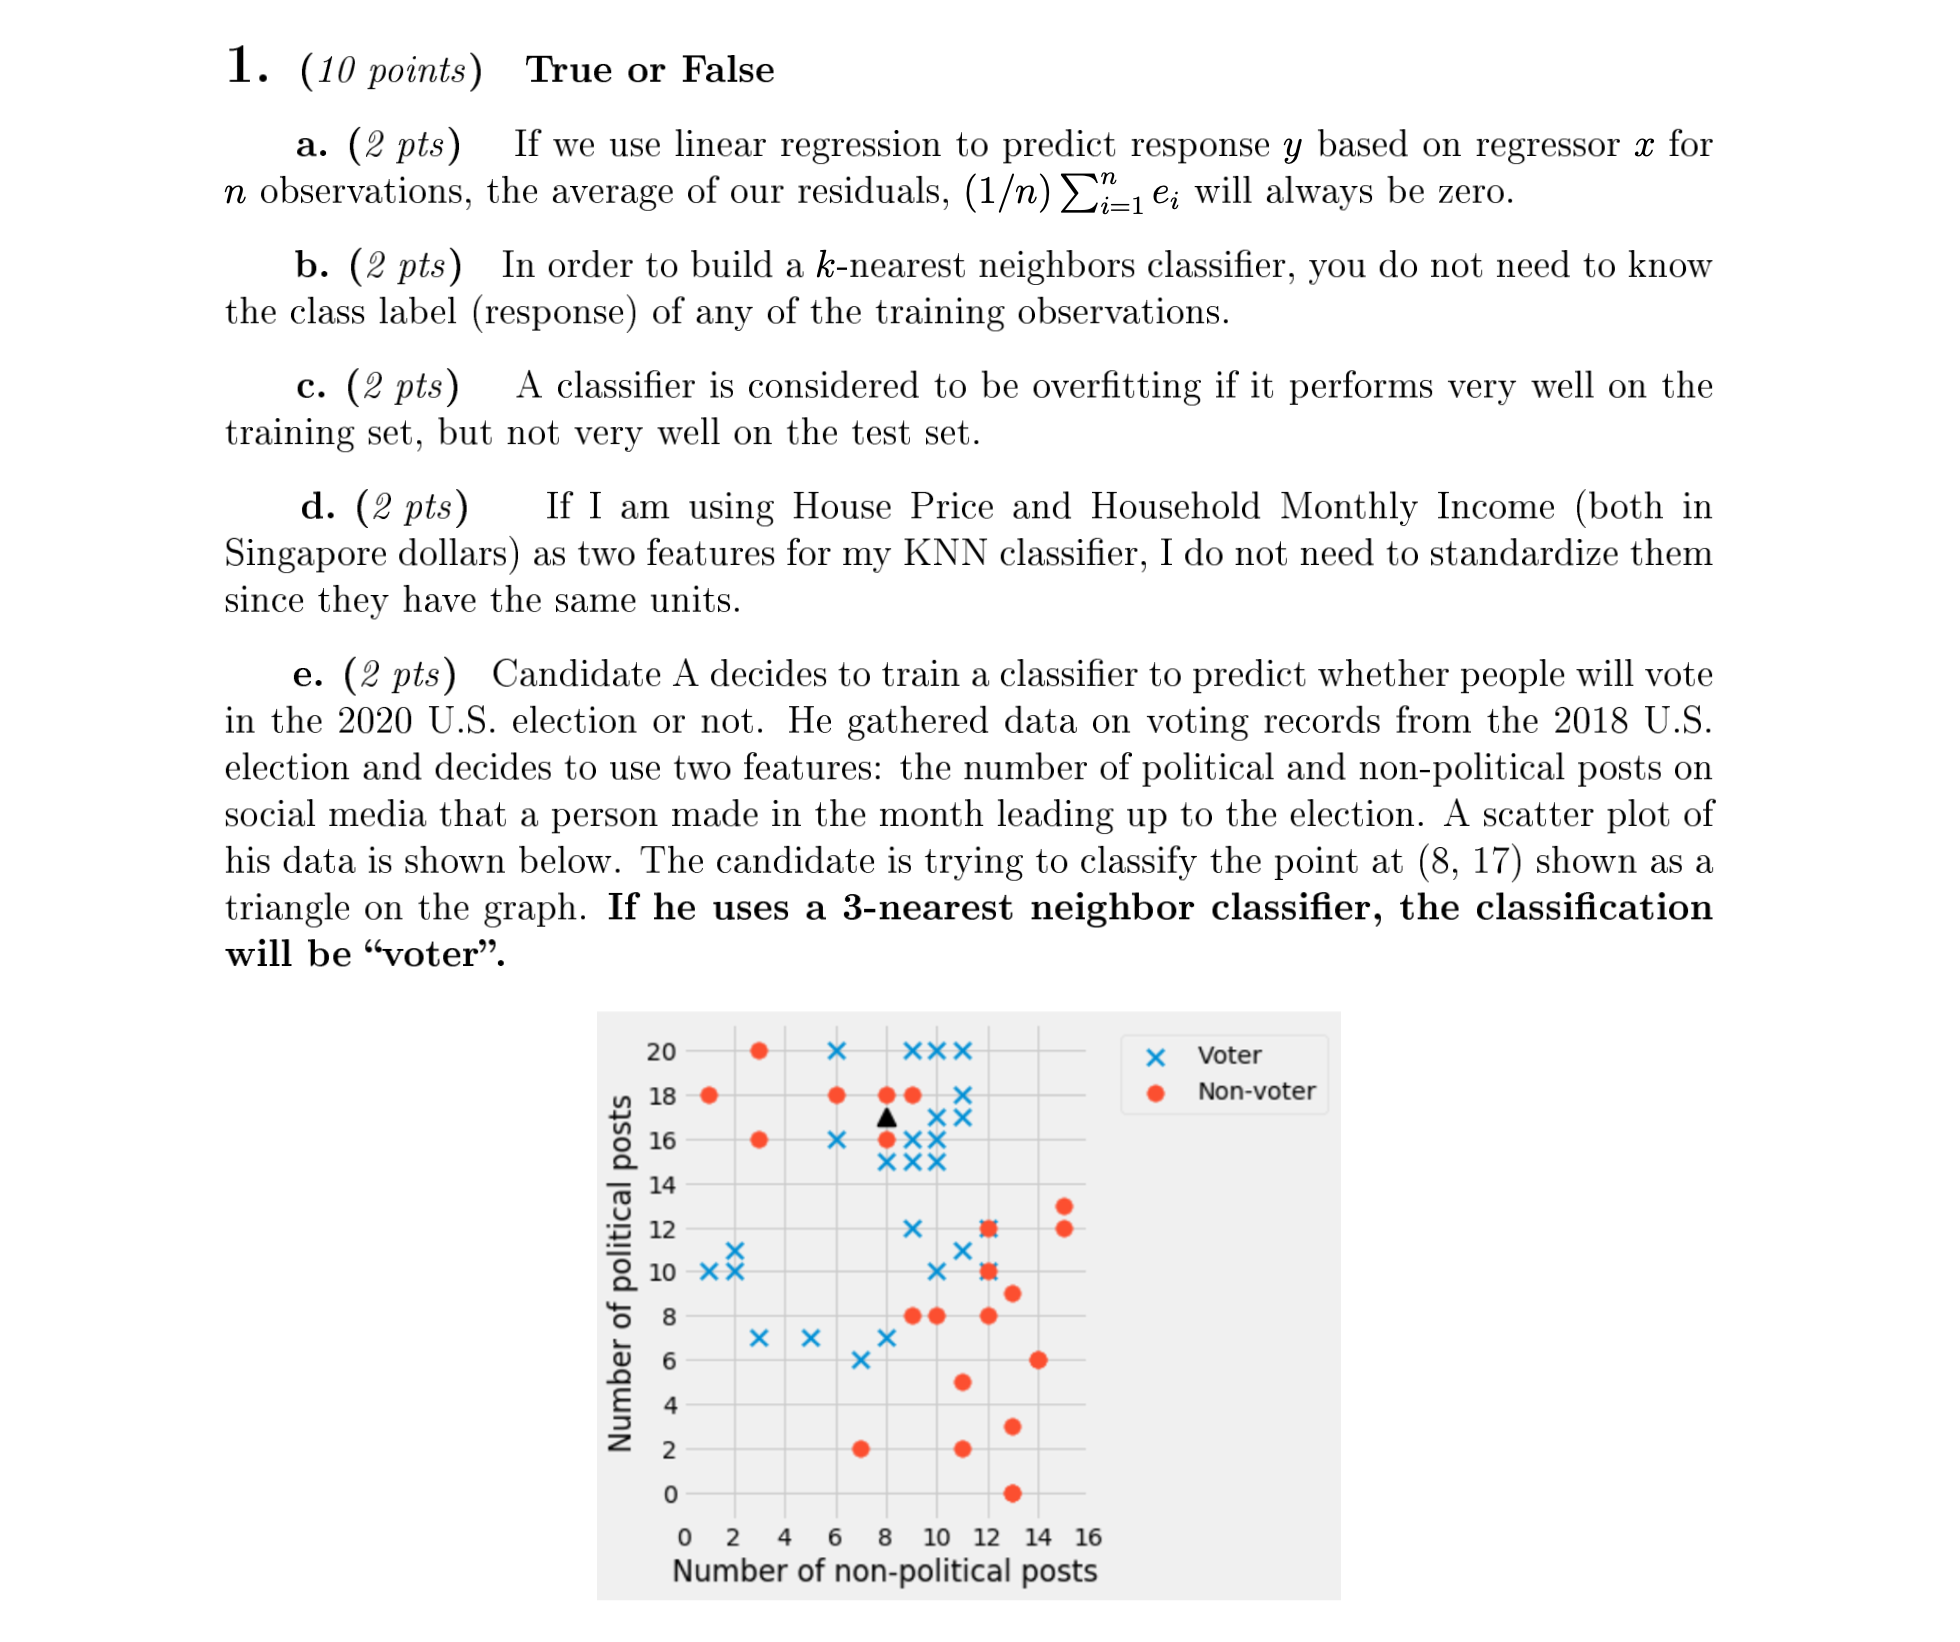 1. (10 points) True or False
a. (2 pts) If we use linear regression to predict response y based on regressor x for
n observations, the average of our residuals, (1/n) ∑ⁿᵢ₌₁ eᵢ will always be zero.
b. (2 pts) In order to build a k-nearest neighbors classifier, you do not need to know
the class label (response) of any of the training observations.
c. (2 pts) A classifier is considered to be overfitting if it performs very well on the
training set, but not very well on the test set.
d. (2 pts) If I am using House Price and Household Monthly Income (both in
Singapore dollars) as two features for my KNN classifier, I do not need to standardize them
since they have the same units.
e. (2 pts) Candidate A decides to train a classifier to predict whether people will vote
in the 2020 U.S. election or not. He gathered data on voting records from the 2018 U.S.
election and decides to use two features: the number of political and non-political posts on
social media that a person made in the month leading up to the election. A scatter plot of
his data is shown below. The candidate is trying to classify the point at (8, 17) shown as a
triangle on the graph. If he uses a 3-nearest neighbor classifier, the classification
will be “voter”.
Number of political posts
20
18
16
14
12
10
8
6
4
2
0
0 2 4 6 8 10 12 14 16
Number of non-political posts
Voter
Non-voter